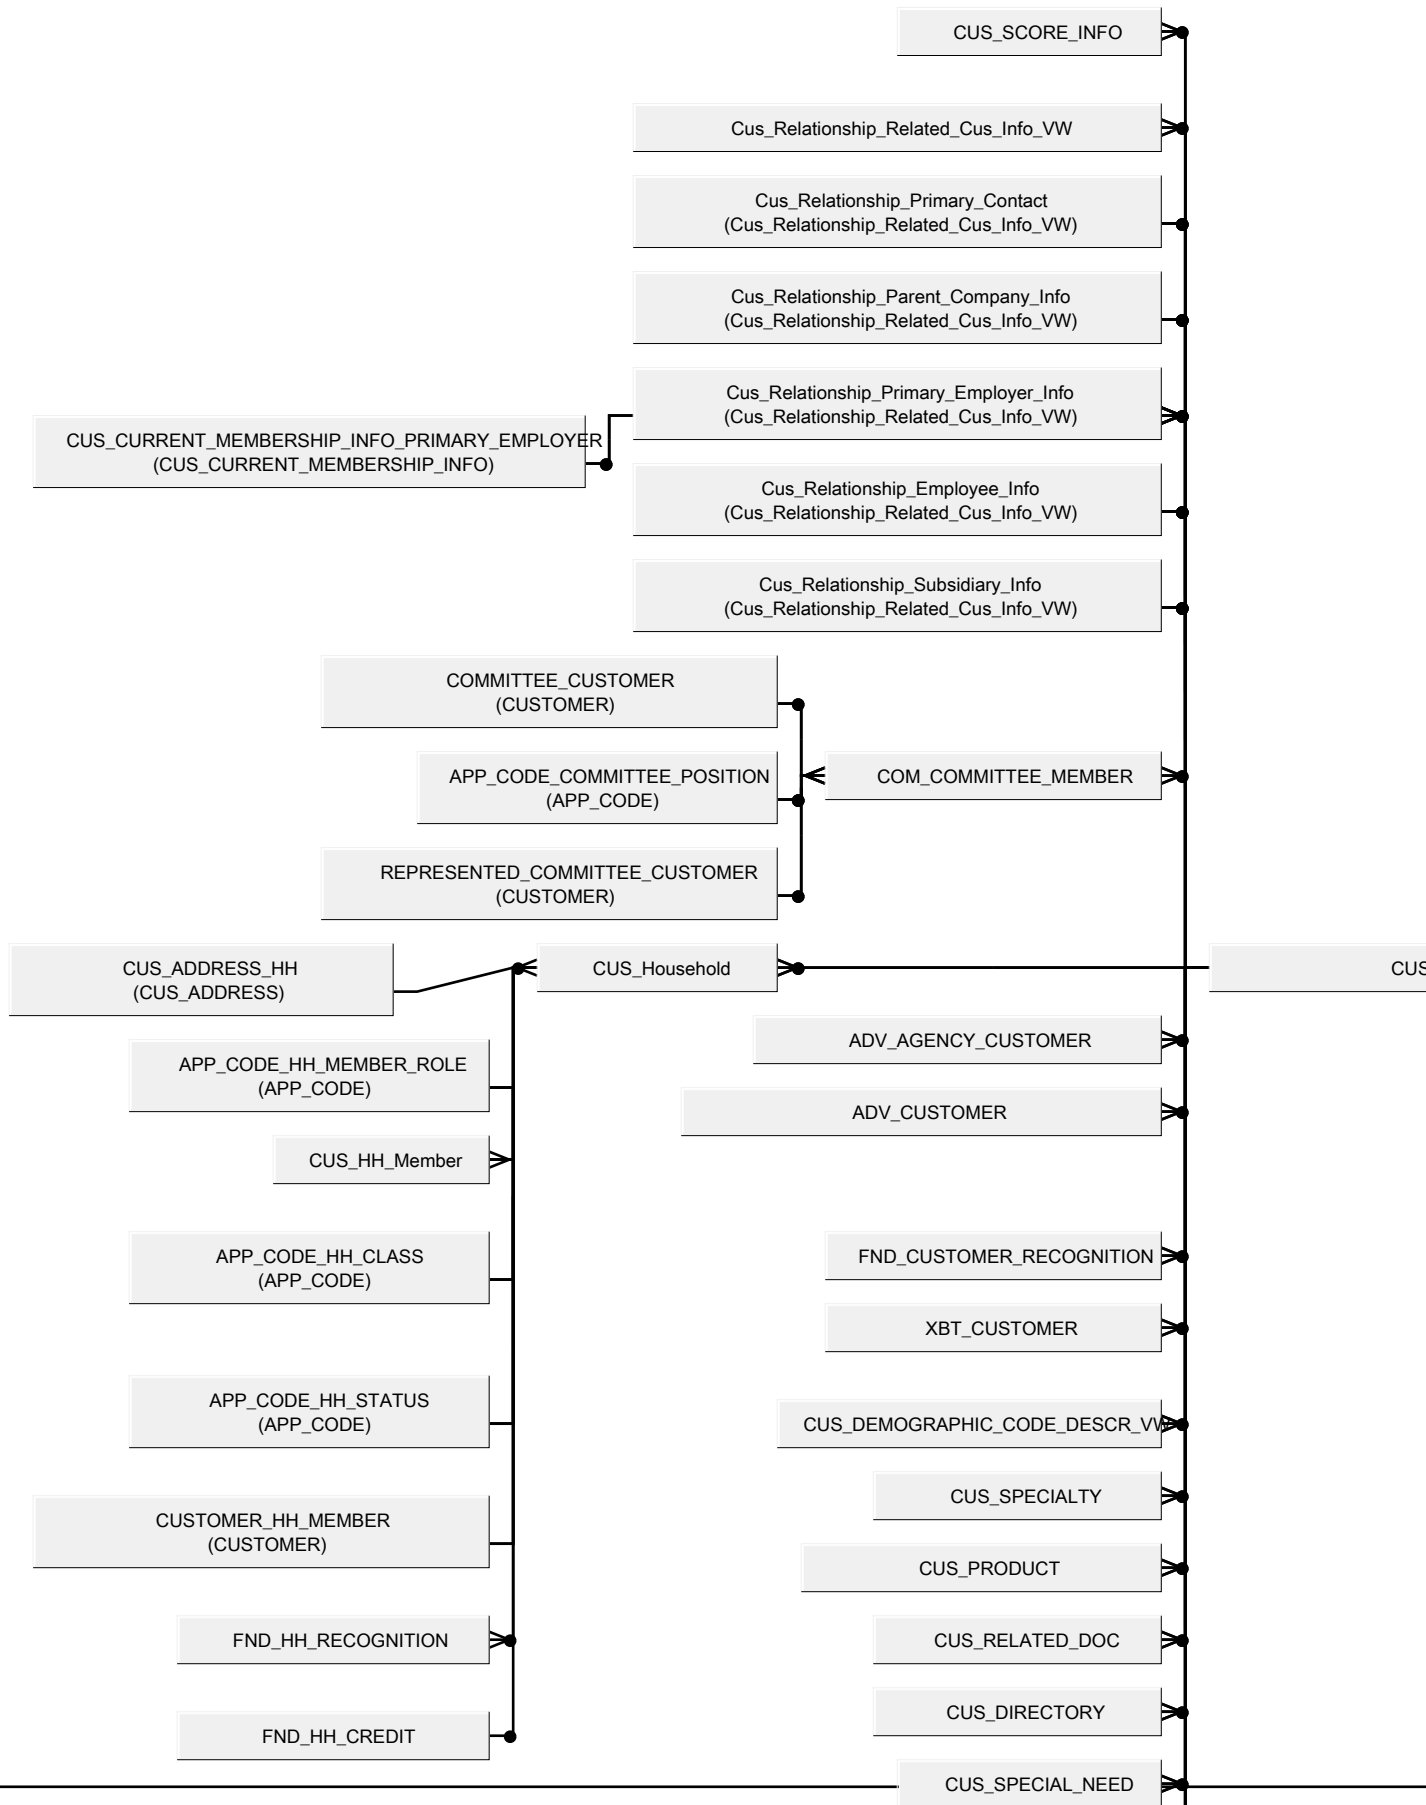 CUS_SCORE_INFO
Cus_Relationship_Related_Cus_Info_VW
Cus_Relationship_Primary_Contact
(Cus_Relationship_Related_Cus_Info_VW)
Cus_Relationship_Parent_Company_Info
(Cus_Relationship_Related_Cus_Info_VW)
Cus_Relationship_Primary_Employer_Info
(Cus_Relationship_Related_Cus_Info_VW)
CUS_CURRENT_MEMBERSHIP_INFO_PRIMARY_EMPLOYER
(CUS_CURRENT_MEMBERSHIP_INFO)
Cus_Relationship_Employee_Info
(Cus_Relationship_Related_Cus_Info_VW)
Cus_Relationship_Subsidiary_Info
(Cus_Relationship_Related_Cus_Info_VW)
COMMITTEE_CUSTOMER
(CUSTOMER)
APP_CODE_COMMITTEE_POSITION
(APP_CODE)
COM_COMMITTEE_MEMBER
REPRESENTED_COMMITTEE_CUSTOMER
(CUSTOMER)
CUS_ADDRESS_HH
(CUS_ADDRESS)
CUS_Household
CUS
ADV_AGENCY_CUSTOMER
APP_CODE_HH_MEMBER_ROLE
(APP_CODE)
ADV_CUSTOMER
CUS_HH_Member
APP_CODE_HH_CLASS
(APP_CODE)
FND_CUSTOMER_RECOGNITION
XBT_CUSTOMER
APP_CODE_HH_STATUS
(APP_CODE)
CUS_DEMOGRAPHIC_CODE_DESCR_VW
CUS_SPECIALTY
CUSTOMER_HH_MEMBER
(CUSTOMER)
CUS_PRODUCT
FND_HH_RECOGNITION
CUS_RELATED_DOC
CUS_DIRECTORY
FND_HH_CREDIT
CUS_SPECIAL_NEED